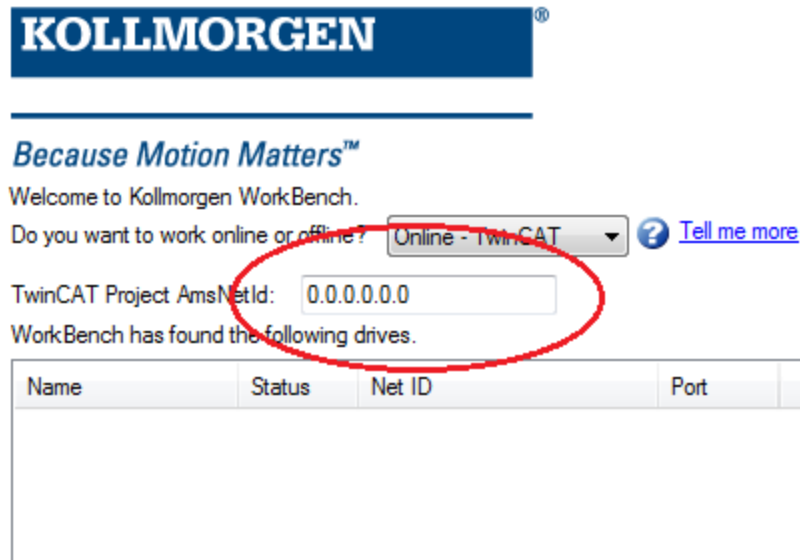 KOLLMORGEN®
Because Motion Matters™
Welcome to Kollmorgen WorkBench.
Do you want to work online or offline? Online - TwinCAT ? Tell me more
TwinCAT Project AmsNetId: 0.0.0.0.0.0
WorkBench has found the following drives.
Name Status Net ID Port